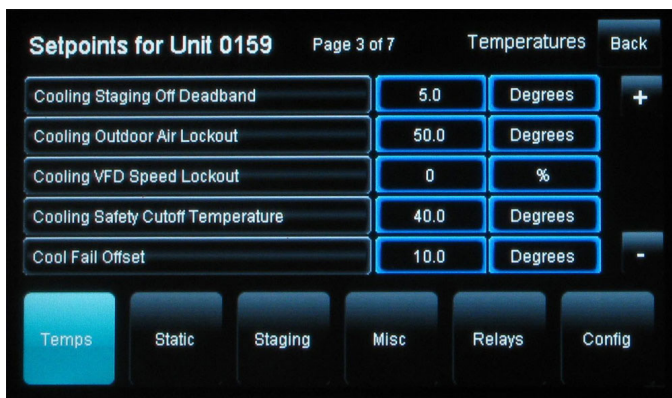 Setpoints for Unit 0159 Page 3 of 7 Temperatures Back
Cooling Staging Off Deadband 5.0 Degrees +
Cooling Outdoor Air Lockout 50.0 Degrees
Cooling VFD Speed Lockout 0 %
Cooling Safety Cutoff Temperature 40.0 Degrees
Cool Fail Offset 10.0 Degrees -
Temps Static Staging Misc Relays Config